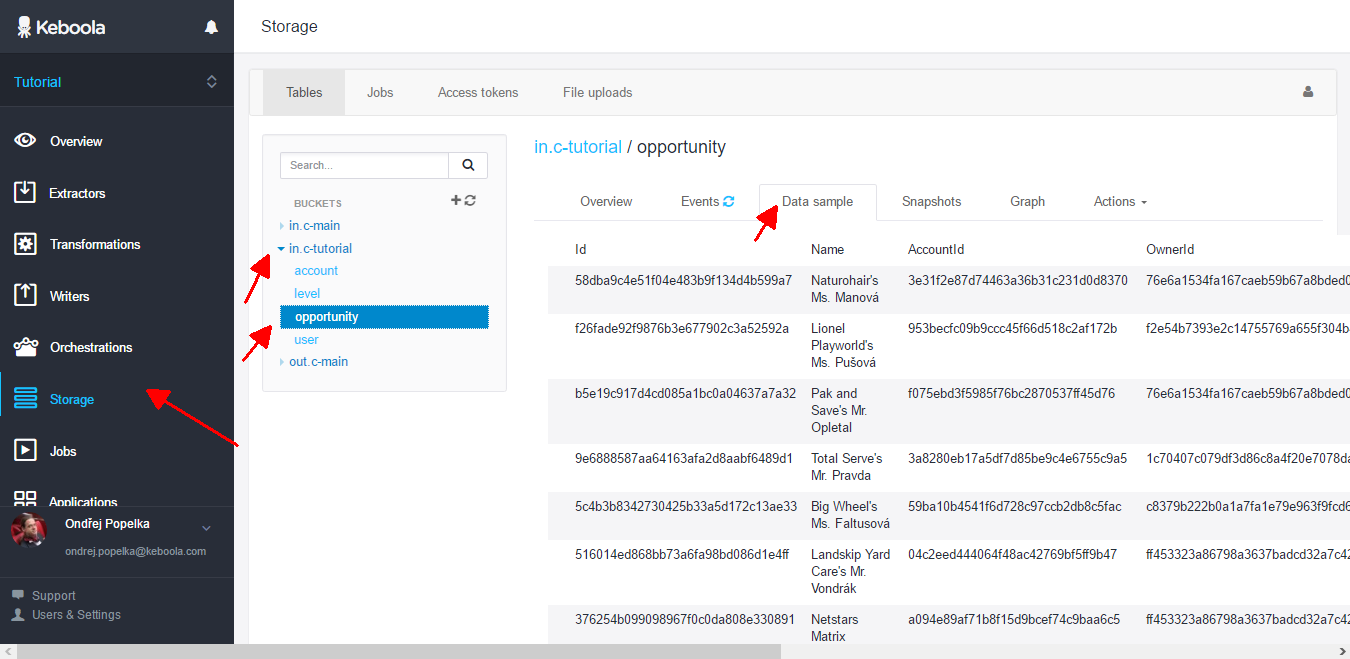 Keboola
Storage
Tutorial
Overview
Extractors
Transformations
Writers
Orchestrations
Storage
Jobs
Applications
Ondřej Popelka
ondrej.popelka@keboola.com
Support
Users & Settings
Tables Jobs Access tokens File uploads
Search...
BUCKETS
in.c-main
in.c-tutorial
account
level
opportunity
user
out.c-main
in.c-tutorial / opportunity
Overview Events Data sample Snapshots Graph Actions
Id Name AccountId OwnerId
58dba9c4e51f04e483b9f134d4b599a7 Naturohair's 3e31f2e87d74463a36b31c231d0d8370 76e6a1534fa167caeb59b67a8bded0
Ms. Manová
f26fade92f9876b3e677902c3a52592a Lionel 953becfc09b9ccc45f66d518c2af172b f2e54b7393e2c14755769a655f304b
Playworld's
Ms. Pušová
b5e19c917d4cd085a1bc0a04637a7a32 Pak and f075ebd3f5985f76bc2870537ff45d76 76e6a1534fa167caeb59b67a8bded0
Save's Mr.
Opletal
9e6888587aa64163afa2d8aabf6489d1 Total Serve's 3a8280eb17a5df7d85be9c4e6755c9a5 1c70407c079df3d86c8a4f20e7078da
Mr. Pravda
5c4b3b8342730425b33a5d172c13ae33 Big Wheel's 59ba10b4541f6d728c97ccb2db8c5fac c8379b222b0a1a7fa1e79e963f9fcd6
Ms. Faltusová
516014ed868bb73a6fa98bd086d1e4ff Landskip Yard 04c2eed444064f48ac42769bf5ff9b47 ff453323a86798a3637badcd32a7c42
Care's Mr.
Vondrák
376254b099098967f0c0da808e330891 Netstars a094e89af71b8f15d9bcef74c9baa6c5 ff453323a86798a3637badcd32a7c42
Matrix